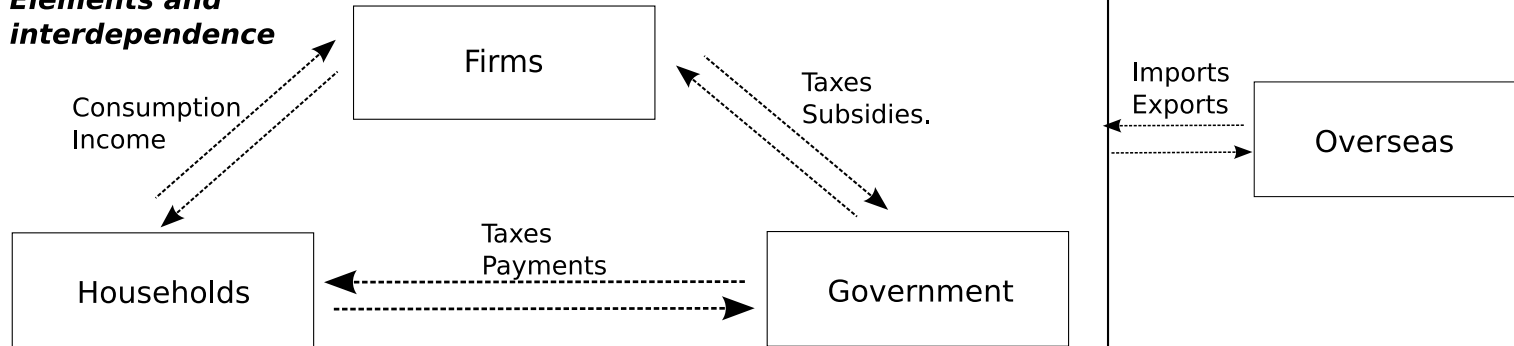 Elements and
interdependence
Firms
Consumption
Income
Taxes
Subsidies.
Imports
Exports
Overseas
Taxes
Payments
Households
Government